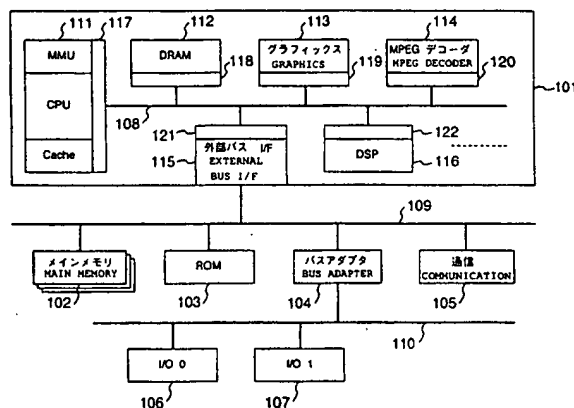 111
117
112
113
114
MMU
CPU
Cache
DRAM
118
グラフィックス
GRAPHICS
119
MPEG デコーダ
MPEG DECODER
120
101
108
121
115
外部バス I/F
EXTERNAL
BUS I/F
122
DSP
116
109
メインメモリ
MAIN MEMORY
102
ROM
103
バスアダプタ
BUS ADAPTER
104
通信
COMMUNICATION
105
110
I/O 0
106
I/O 1
107